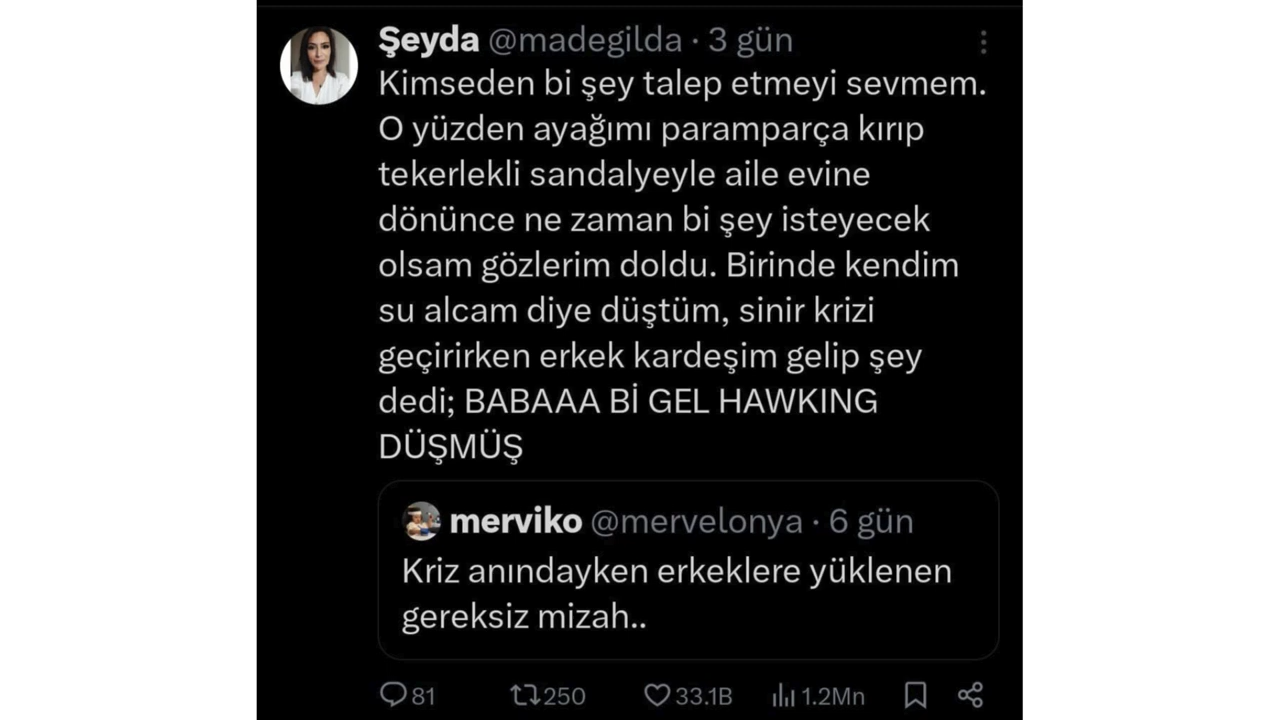 Şeyda @madegilda · 3 gün
Kimseden bi şey talep etmeyi sevmem.
O yüzden ayağımı paramparça kırıp
tekerlekli sandalyeyle aile evine
dönünce ne zaman bi şey isteyecek
olsam gözlerim doldu. Birinde kendim
su alcam diye düştüm, sinir krizi
geçirirken erkek kardeşim gelip şey
dedi; BABAAA Bİ GEL HAWKING
DÜŞMÜŞ
merviko @mervelonya · 6 gün
Kriz anındayken erkeklere yüklenen
gereksiz mizah..
81 250 33.1B 1.2Mn